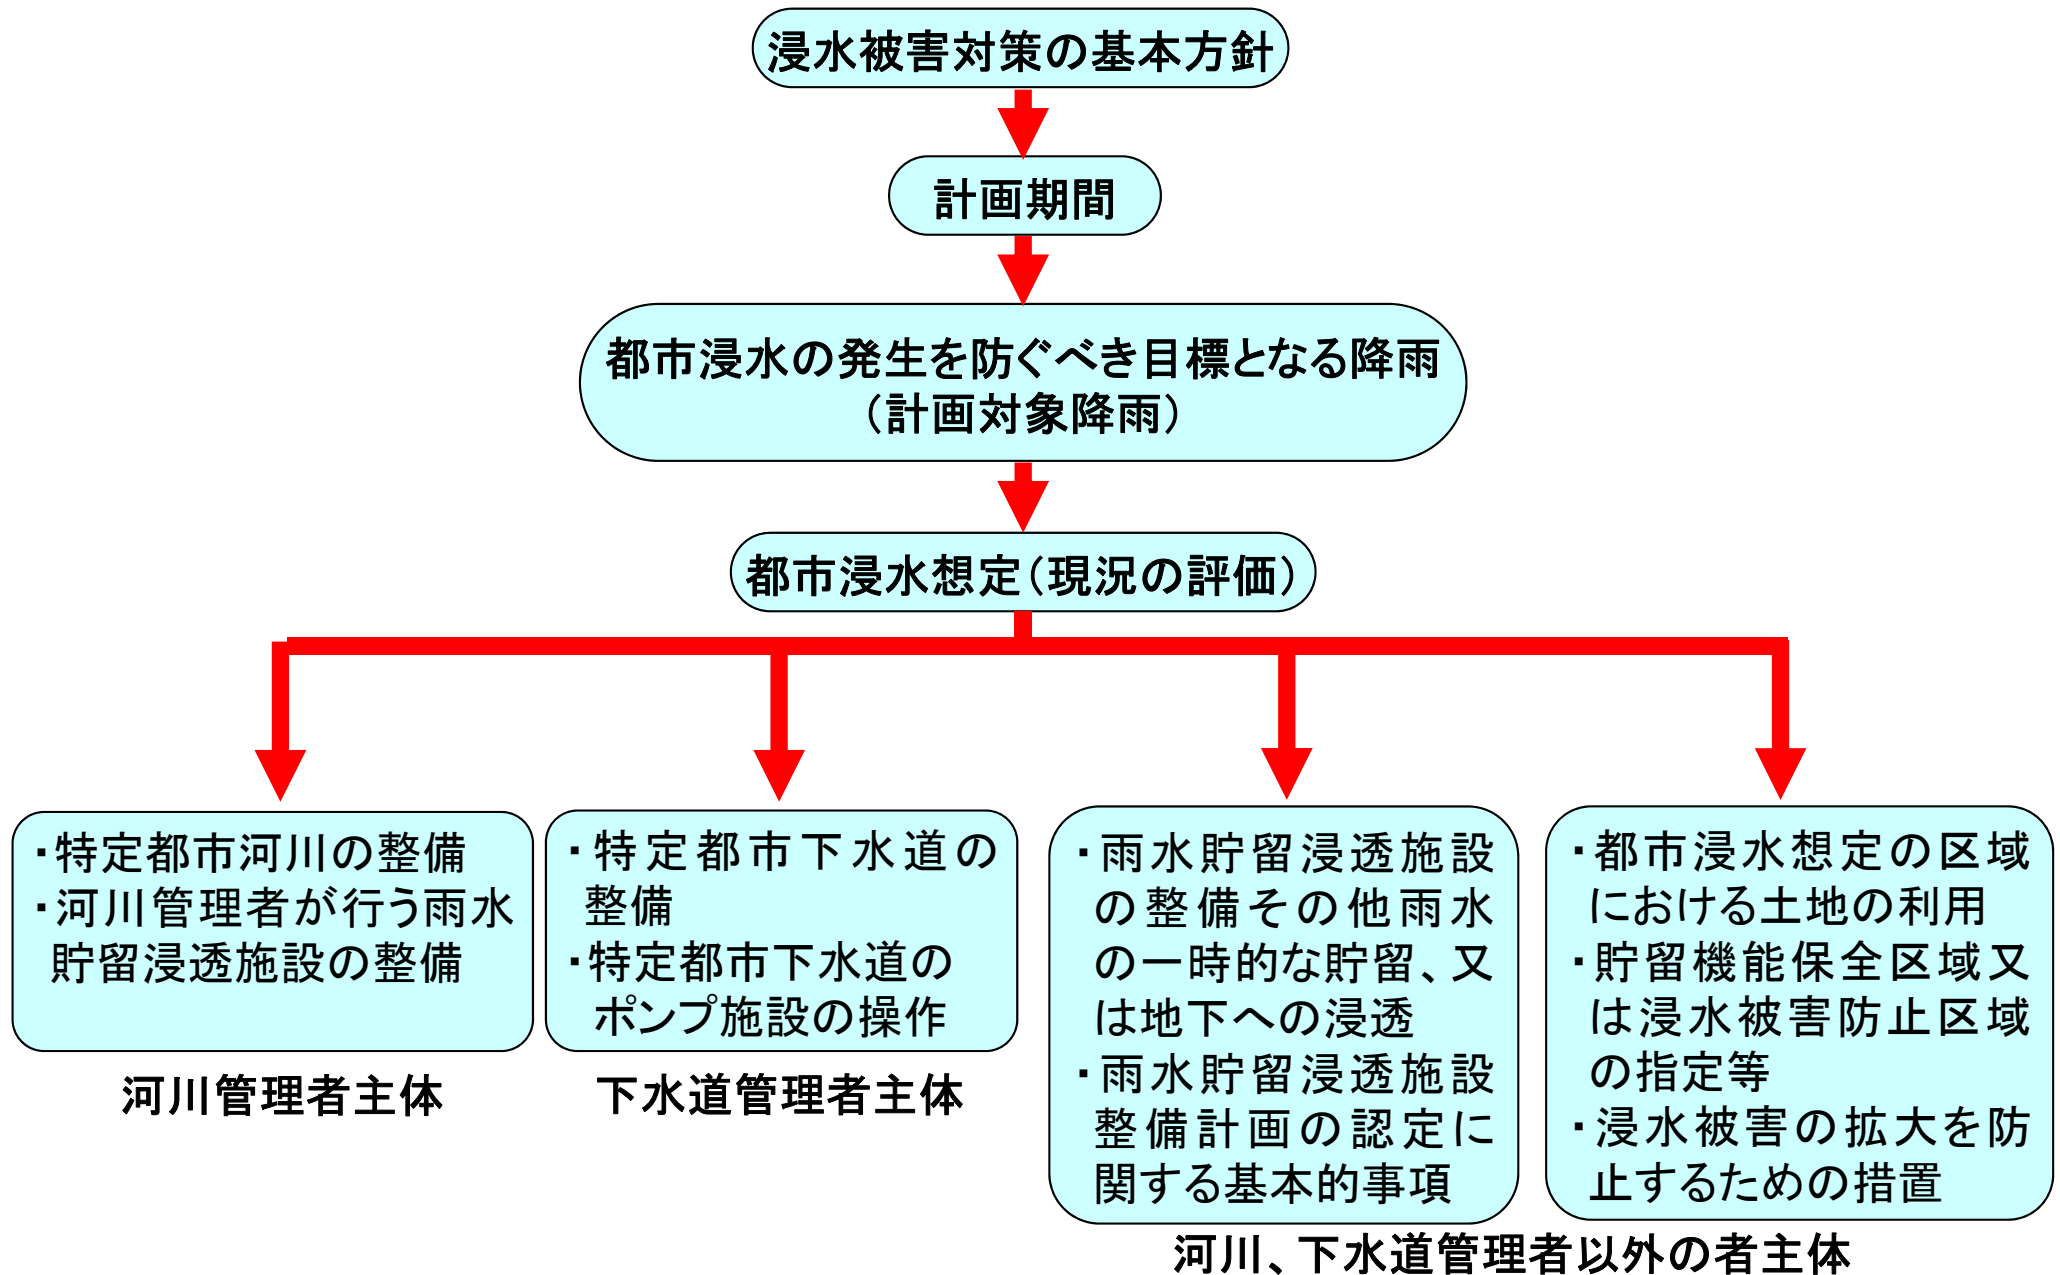 浸水被害対策の基本方針
計画期間
都市浸水の発生を防ぐべき目標となる降雨
（計画対象降雨）
都市浸水想定（現況の評価）
・特定都市河川の整備
・河川管理者が行う雨水
貯留浸透施設の整備
河川管理者主体
・特定都市下水道の
整備
・特定都市下水道の
ポンプ施設の操作
下水道管理者主体
・雨水貯留浸透施設
の整備その他雨水
の一時的な貯留、又
は地下への浸透
・雨水貯留浸透施設
整備計画の認定に
関する基本的事項
・都市浸水想定の区域
における土地の利用
・貯留機能保全区域又
は浸水被害防止区域
の指定等
・浸水被害の拡大を防
止するための措置
河川、下水道管理者以外の者主体